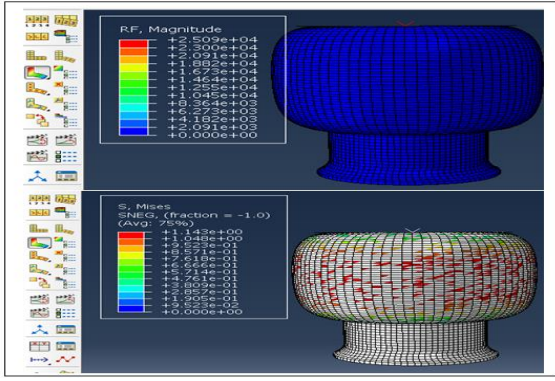 RF, Magnitude
+2.509e+04
+2.300e+04
+2.091e+04
+1.882e+04
+1.673e+04
+1.464e+04
+1.255e+04
+1.045e+04
+8.364e+03
+6.273e+03
+4.182e+03
+2.091e+03
+0.000e+00
S, Mises
SNEG, (fraction = -1.0)
(Avg: 75%)
+1.143e+00
+1.048e+00
+9.523e-01
+8.571e-01
+7.618e-01
+6.666e-01
+5.714e-01
+4.761e-01
+3.809e-01
+2.857e-01
+1.905e-01
+9.523e-02
+0.000e+00